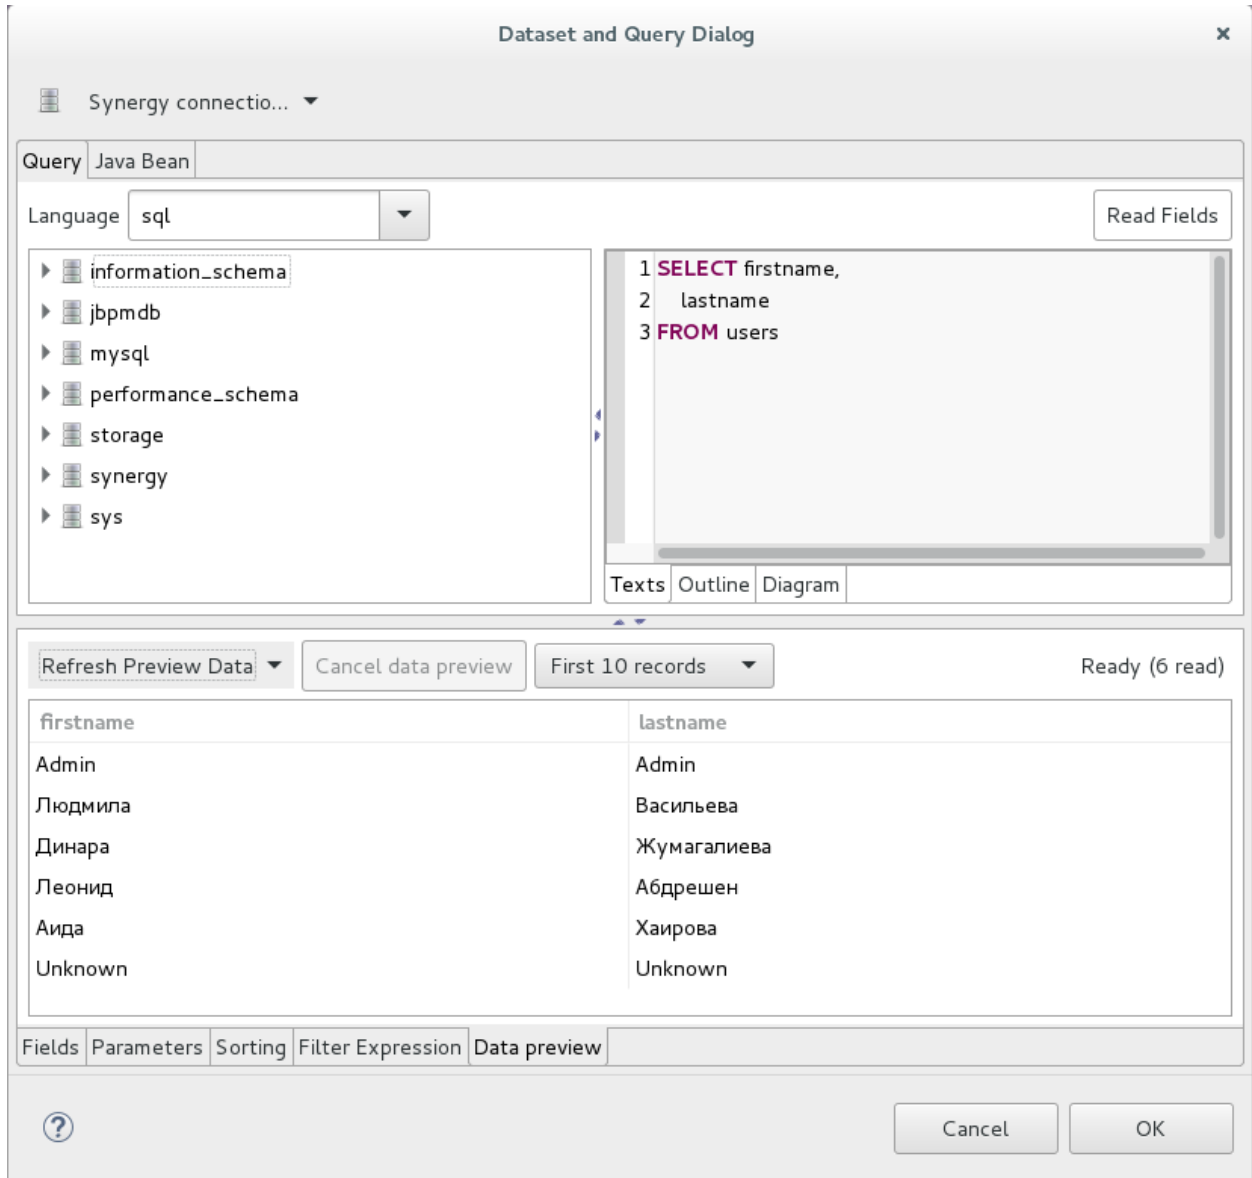 Dataset and Query Dialog
Synergy connectio...
Query Java Bean
Language sql Read Fields
information_schema
jbpmdb
mysql
performance_schema
storage
synergy
sys
1 SELECT firstname,
2 lastname
3 FROM users
Texts Outline Diagram
Refresh Preview Data Cancel data preview First 10 records Ready (6 read)
firstname lastname
Admin Admin
Людмила Васильева
Динара Жумагалиева
Леонид Абдрешен
Аида Хаирова
Unknown Unknown
Fields Parameters Sorting Filter Expression Data preview
Cancel OK